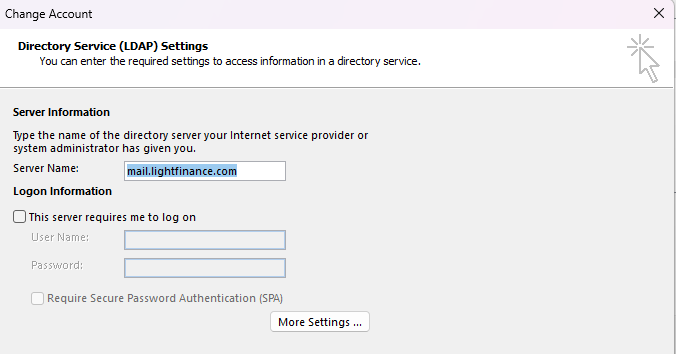 Change Account
Directory Service (LDAP) Settings
You can enter the required settings to access information in a directory service.
Server Information
Type the name of the directory server your Internet service provider or
system administrator has given you.
Server Name: mail.lightfinance.com
Logon Information
This server requires me to log on
User Name:
Password:
Require Secure Password Authentication (SPA)
More Settings ...